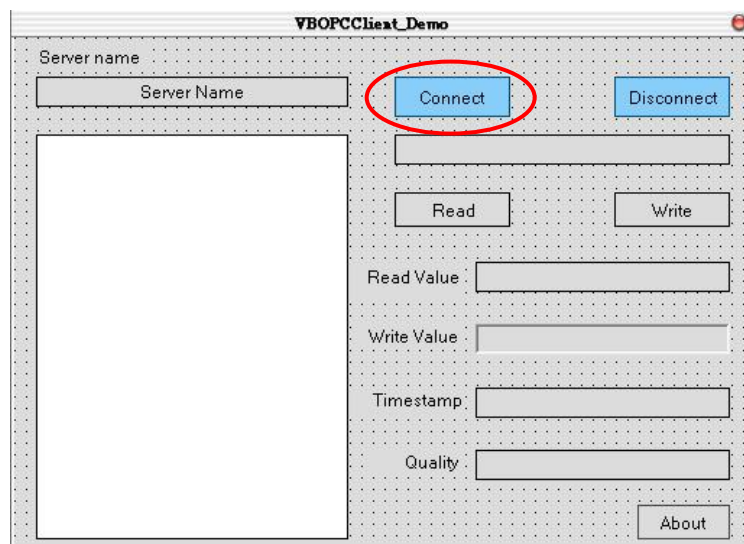 VBOPCClient_Demo
Server name
Server Name
Connect
Disconnect
Read
Write
Read Value
Write Value
Timestamp
Quality
About